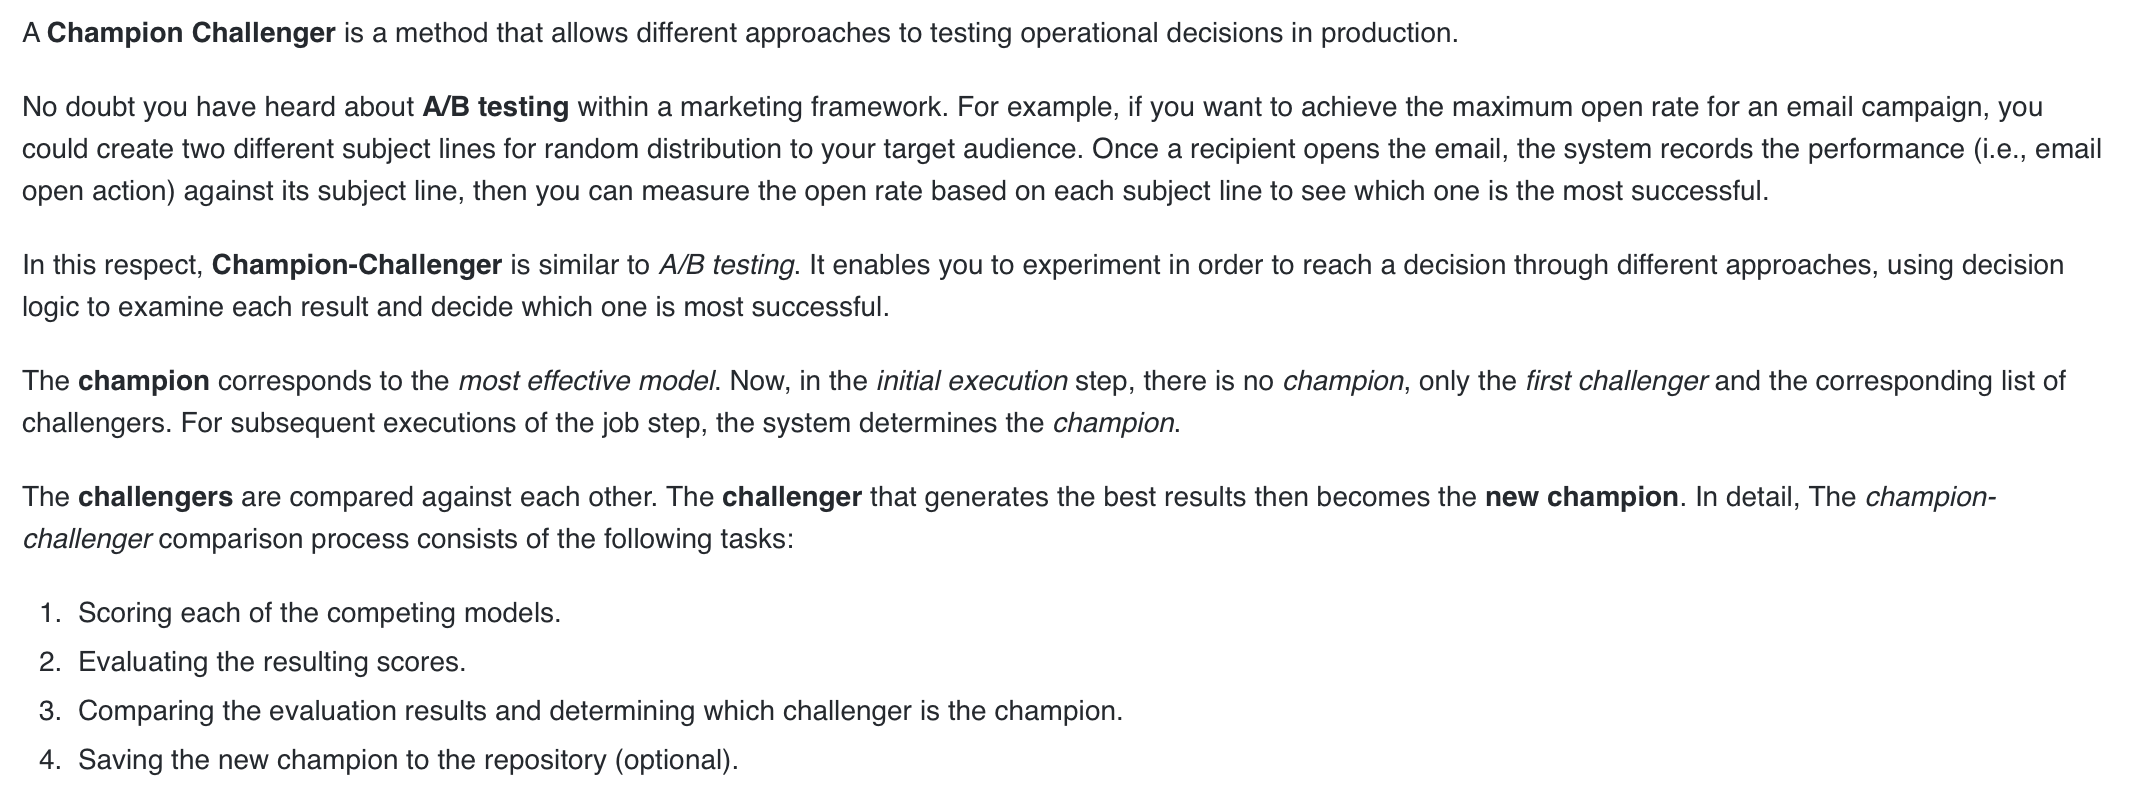 A Champion Challenger is a method that allows different approaches to testing operational decisions in production.
No doubt you have heard about A/B testing within a marketing framework. For example, if you want to achieve the maximum open rate for an email campaign, you
could create two different subject lines for random distribution to your target audience. Once a recipient opens the email, the system records the performance (i.e., email
open action) against its subject line, then you can measure the open rate based on each subject line to see which one is the most successful.
In this respect, Champion-Challenger is similar to A/B testing. It enables you to experiment in order to reach a decision through different approaches, using decision
logic to examine each result and decide which one is most successful.
The champion corresponds to the most effective model. Now, in the initial execution step, there is no champion, only the first challenger and the corresponding list of
challengers. For subsequent executions of the job step, the system determines the champion.
The challengers are compared against each other. The challenger that generates the best results then becomes the new champion. In detail, The champion-
challenger comparison process consists of the following tasks:
1. Scoring each of the competing models.
2. Evaluating the resulting scores.
3. Comparing the evaluation results and determining which challenger is the champion.
4. Saving the new champion to the repository (optional).